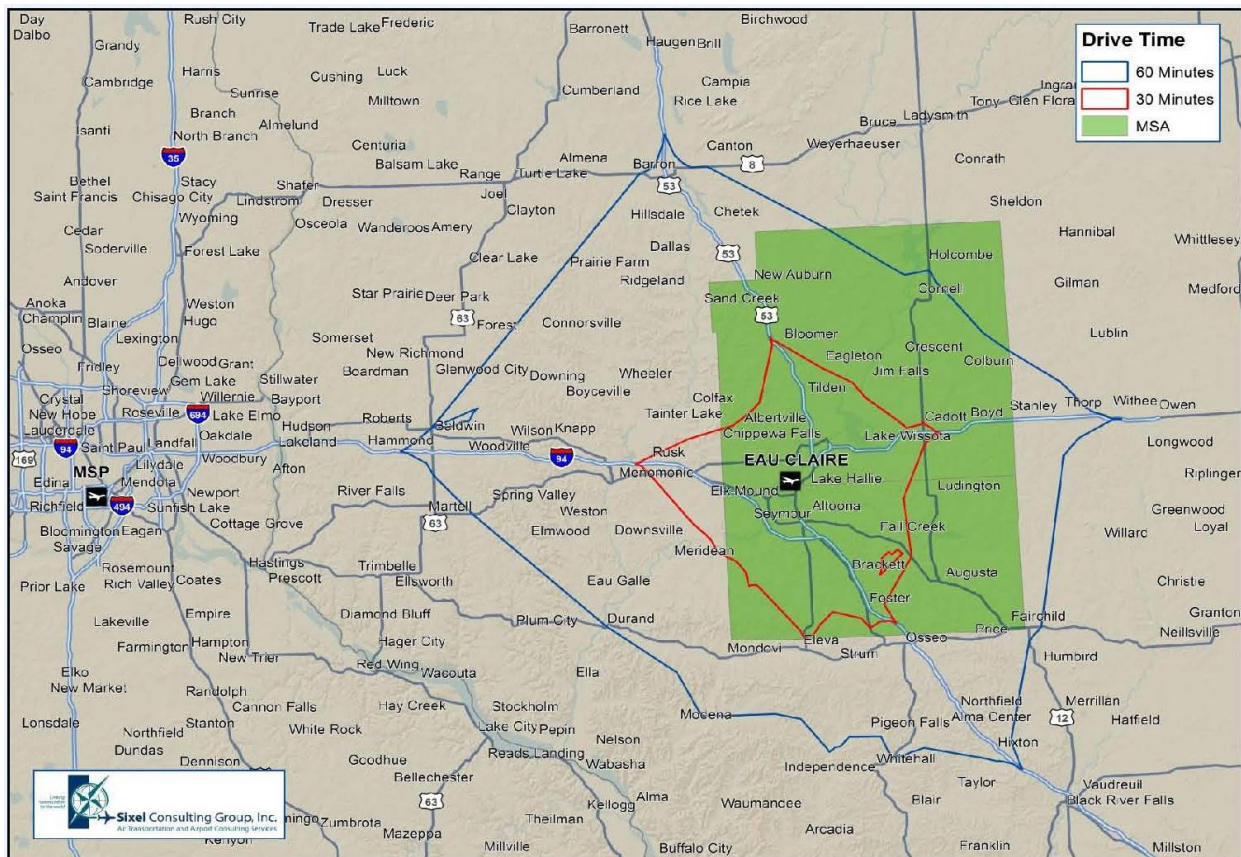 Day
Dalbo
Rush City
Trade Lake
Frederic
Barronett
Birchwood
Grandy
Haugen
Brill
Harris
Cushing
Luck
Cambridge
Sunrise
Milltown
Cumberland
Campia
Rice Lake
Branch
Almelund
Isanti
North Branch
Centuria
Balsam Lake
Range
Turtle Lake
Almena
Barron
Canton
8
Weyerhaeuser
Bruce
Ladysmith
Tony
Glen Flora
Conrath
35
Bethel
Saint Francis
Stacy
Chisago City
Shafer
Lindstrom
Dresser
Joel
Clayton
53
Hillsdale
Chetek
Sheldon
Wyoming
Osceola
Wanderoos
Amery
Cedar
Soderville
Forest Lake
Clear Lake
Dallas
53
Prairie Farm
Ridgeland
Hannibal
Whittlesey
Holcombe
Andover
New Auburn
Cornell
Gilman
Medford
Anoka
Champlin
Weston
Hugo
Star Prairie
Deer Park
63
Forest
Sand Creek
53
Blaine
Lexington
Somerset
Connorsville
Bloomer
Lublin
Osseo
Fridley
Dellwood
Grant
New Richmond
Boardman
Glenwood City
Downing
Boyceville
Wheeler
Eagleton
Jim Falls
Crescent
Colburn
Shoreview
Gem Lake
Willernie
Stillwater
Bayport
Tilden
Crystal
New Hope
Lauderdale
Roseville
694
Lake Elmo
Roberts
Baldwin
Colfax
Tainter Lake
Albertville
Chippewa Falls
Cadott
Boyd
Stanley
Thorp
Withee
Owen
94
Saint Paul
Landfall
Oakdale
Hudson
Lakeland
Hammond
Woodville
Wilson
Knapp
Lake Wissota
Longwood
169
MSP
Lilydale
Woodbury
Afton
94
Rusk
Menomonie
EAU CLAIRE
Riplinger
Edina
Mendota
Richfield
494
Newport
Sunfish Lake
River Falls
Martell
63
Spring Valley
Weston
Elk Mound
Lake Hallie
Altoona
Seymour
Ludington
Greenwood
Loyal
Bloomington
Eagan
Savage
Cottage Grove
Elmwood
Downsville
Fall Creek
Willard
Rosemount
Rich Valley
Coates
Hastings
Prescott
Trimbelle
Ellsworth
Meridean
Brackett
Augusta
Prior Lake
Eau Galle
Christie
Lakeville
Empire
Diamond Bluff
Plum City
Durand
Foster
Fairchild
Granton
Neillsville
Farmington
Hampton
New Trier
Hager City
Mondovi
Eleva
Strum
Osseo
Price
Humbird
Elko
New Market
Red Wing
Wacouta
Ella
Randolph
Cannon Falls
Hay Creek
Stockholm
Modena
Northfield
Alma Center
Merrillan
12
Hatfield
Lonsdale
Northfield
Dundas
Stanton
White Rock
Lake City
Pepin
Nelson
Pigeon Falls
Hixton
Dennison
Goodhue
Reads Landing
Wabasha
Independence
Whitehall
Taylor
Vaudreuil
Black River Falls
Bellechester
63
Kellogg
Alma
Waumandee
Blair
Zumbrota
Mazeppa
Theilman
Arcadia
Millville
Buffalo City
Franklin
Millston
Drive Time
60 Minutes
30 Minutes
MSA
Sixel Consulting Group, Inc.
Air Transportation and Airport Consulting Services